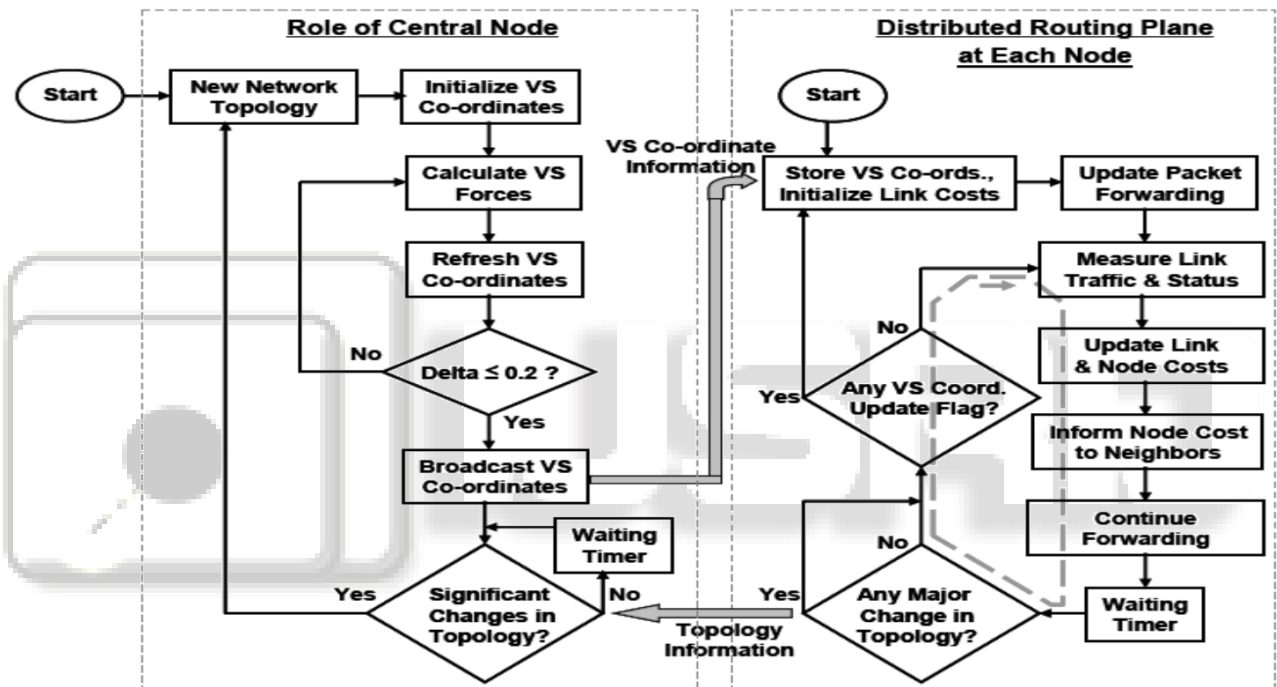 Role of Central Node
Start
New Network
Topology
Initialize VS
Co-ordinates
Calculate VS
Forces
Refresh VS
Co-ordinates
No
Delta ≤ 0.2 ?
Yes
Broadcast VS
Co-ordinates
Waiting
Timer
Yes
Significant
Changes in
Topology?
No
VS Co-ordinate
Information
Topology
Information
Distributed Routing Plane
at Each Node
Start
Store VS Co-ords.,
Initialize Link Costs
Update Packet
Forwarding
Measure Link
Traffic & Status
Update Link
& Node Costs
Inform Node Cost
to Neighbors
Continue
Forwarding
Waiting
Timer
No
Any VS Coord.
Update Flag?
Yes
No
Yes
Any Major
Change in
Topology?